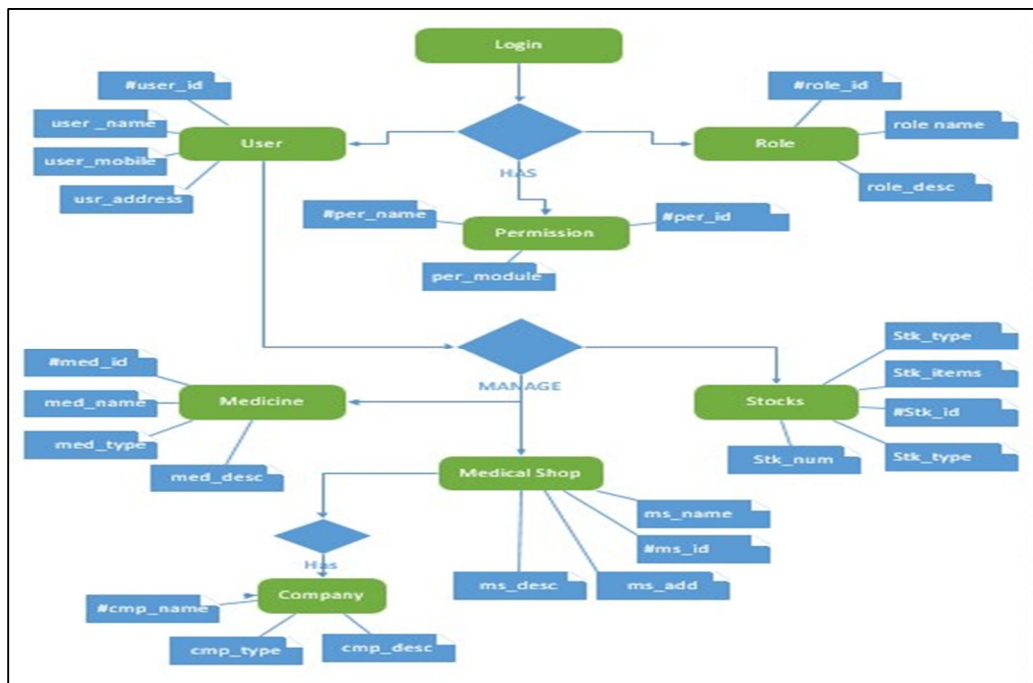 Login
#user_id
#role_id
user _name
role name
User
Role
user_mobile
HAS
role_desc
usr_address
#per_name
#per_id
Permission
per_module
Stk_type
#med_id
Stk_items
MANAGE
med_name
Medicine
Stocks
#Stk_id
med_type
Stk_num
Stk_type
med_desc
Medical Shop
ms_name
#ms_id
Has
ms_desc
ms_add
Company
#cmp_name
cmp_type
cmp_desc